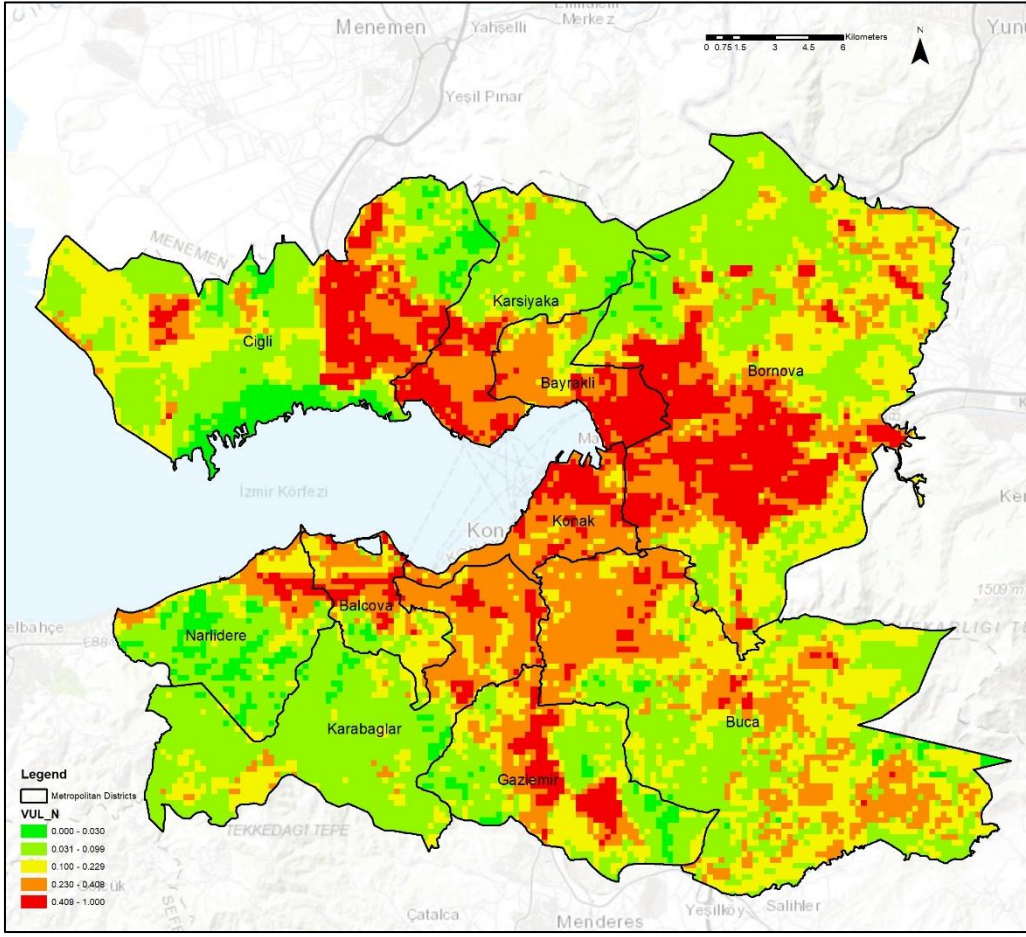 Menemen
Yahşelli
Merkez
Kilometers
0 0.75 1.5 3 4.5 6
N
Yeşil Pınar
MENEMEN
Karsiyaka
Cigli
Bayrakli
Bornova
İzmir Körfezi
Konak
Balcova
Narlidere
Karabaglar
Buca
Gaziemir
1509 m
Legend
Metropolitan Districts
VUL_N
0.000 - 0.030
0.031 - 0.099
0.100 - 0.229
0.230 - 0.408
0.409 - 1.000
TEKKEDAGI TEPE
Çatalca
Menderes
Yeşilköy
Salihler